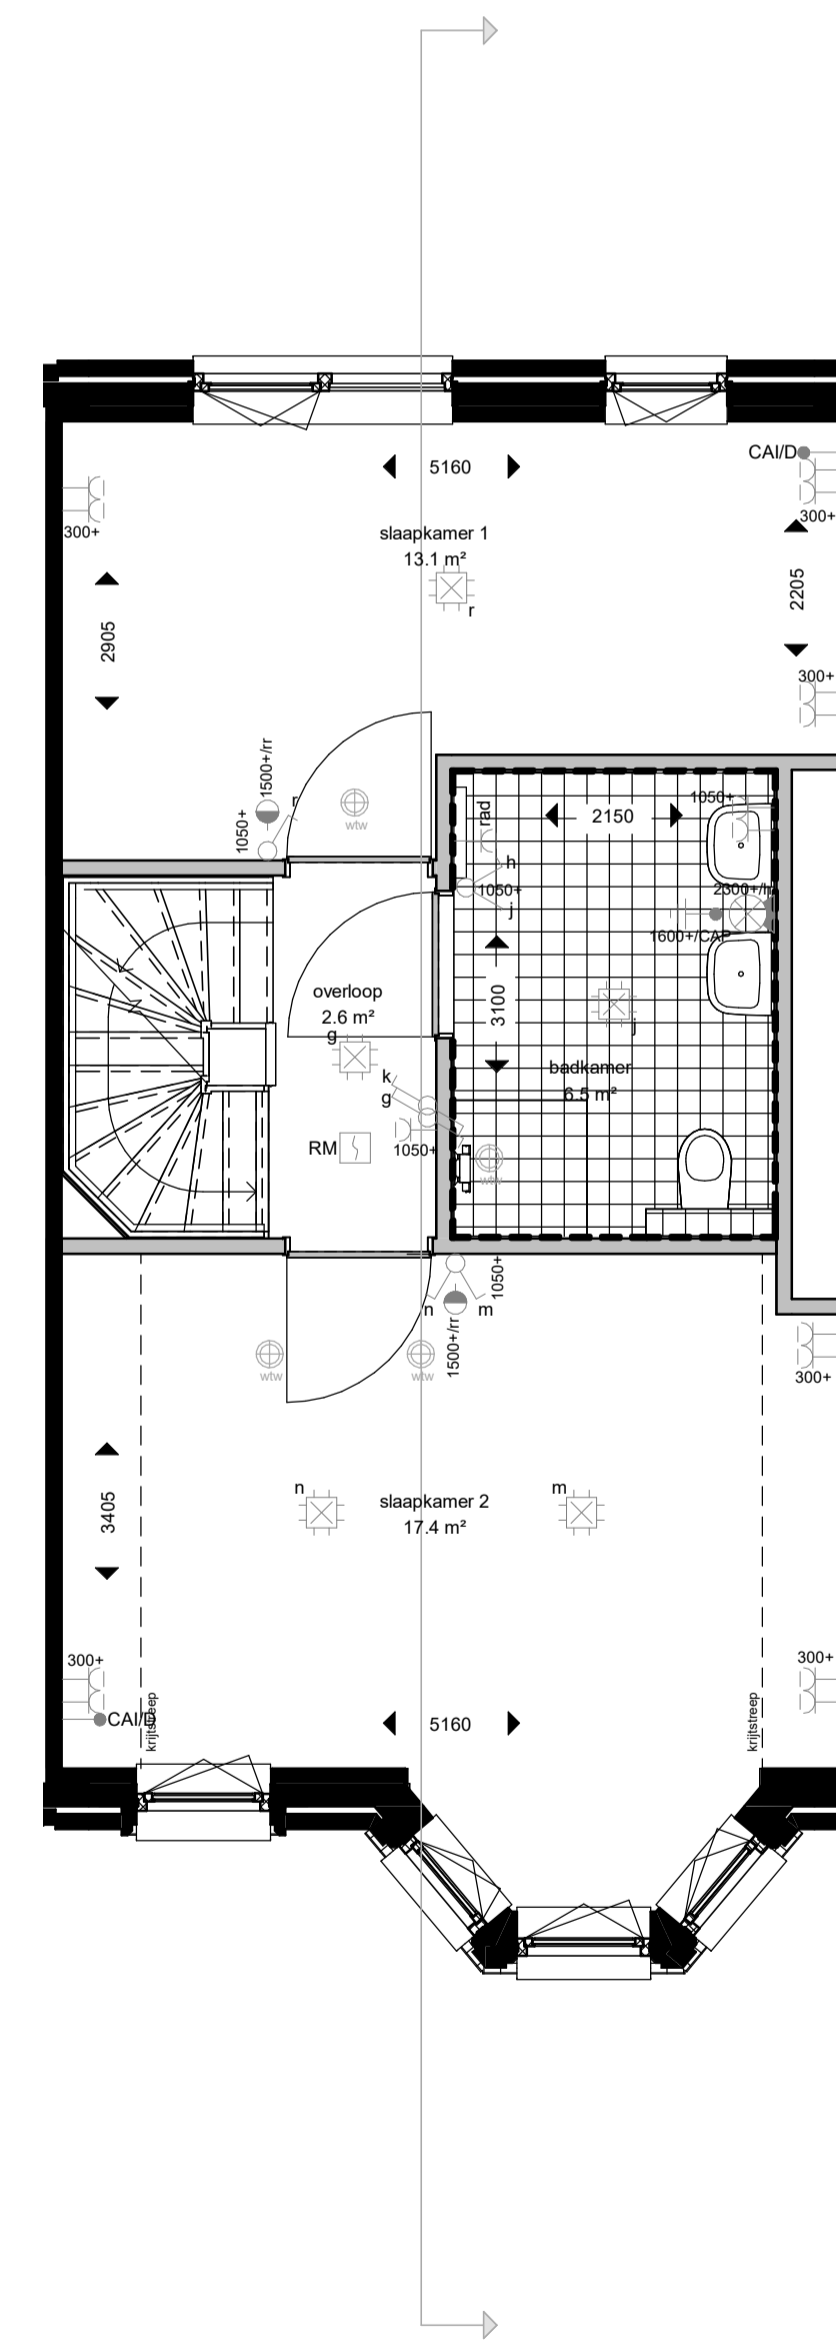 5160
CAI/D
300+
300+
slaapkamer 1
13.1 m²
r
2205
2905
300+
1500+/rr
1050+
r
wtw
rad
2150
1050+
h
1050+
j
2300+/h
1600+/CAP
overloop
2.6 m²
g
3100
j
badkamer
6.5 m²
k
g
RM
1050+
wtw
1050+
n
m
1500+/rr
wtw
wtw
300+
n
m
slaapkamer 2
17.4 m²
3405
300+
300+
CAI/D
krijtstreep
krijtstreep
5160